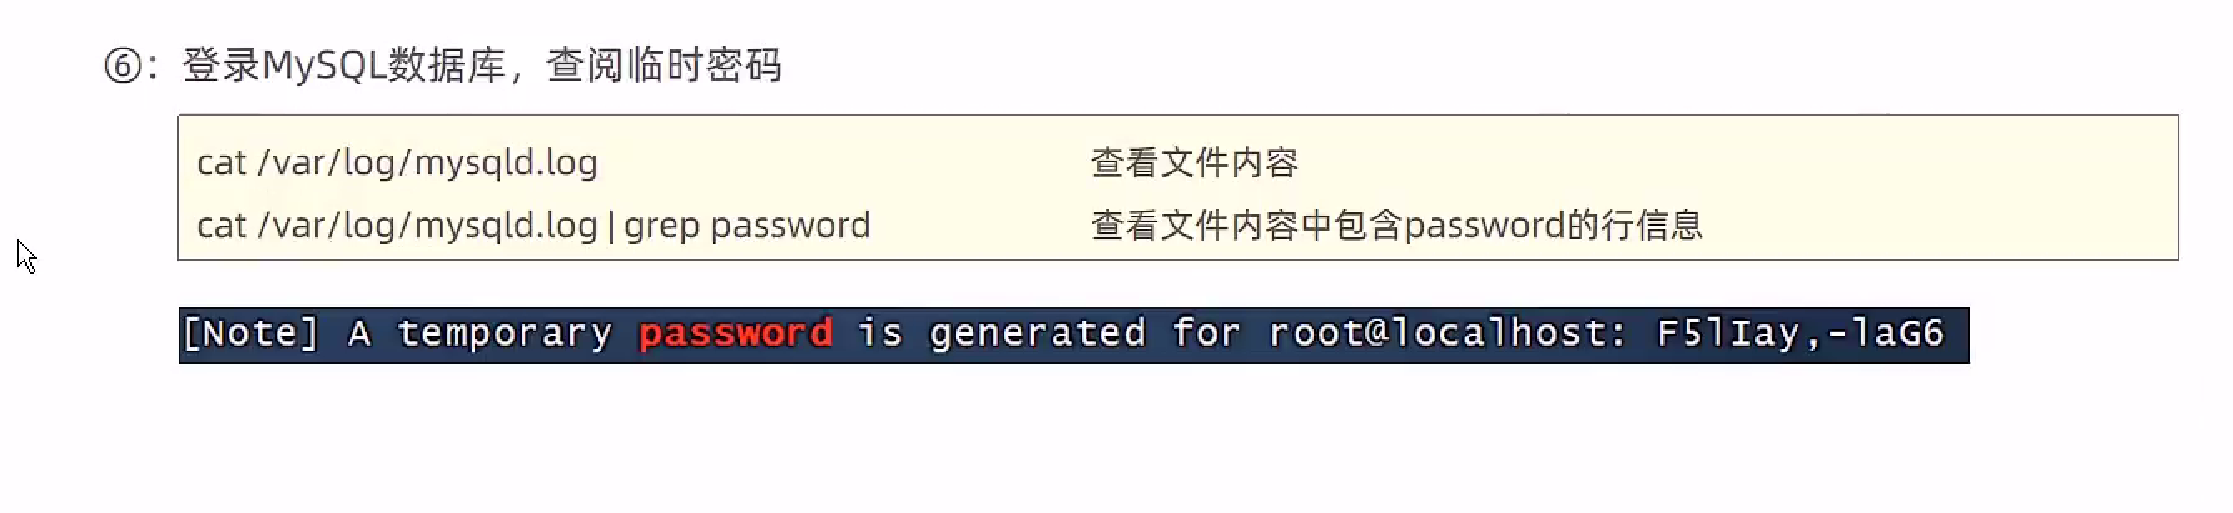 ⑥：登录MySQL数据库，查阅临时密码
cat /var/log/mysqld.log 查看文件内容
cat /var/log/mysqld.log | grep password 查看文件内容中包含password的行信息
[Note] A temporary password is generated for root@localhost: F5lIay,-laG6